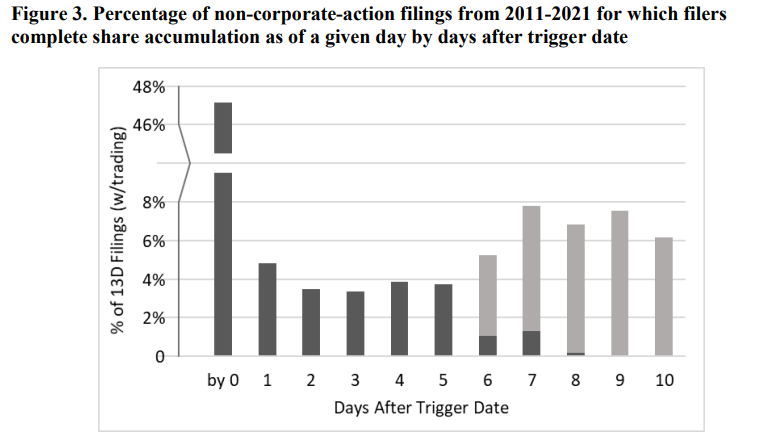 Figure 3. Percentage of non-corporate-action filings from 2011-2021 for which filers
complete share accumulation as of a given day by days after trigger date
% of 13D Filings (w/trading)
48%
46%
8%
6%
4%
2%
0
by 0 1 2 3 4 5 6 7 8 9 10
Days After Trigger Date